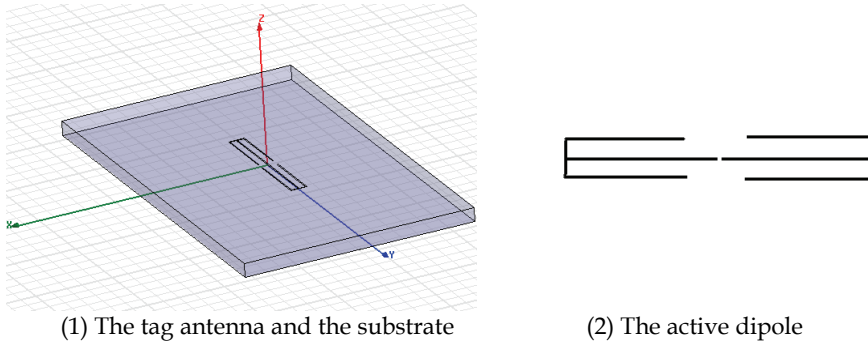 Z
X
Y
(1) The tag antenna and the substrate
(2) The active dipole